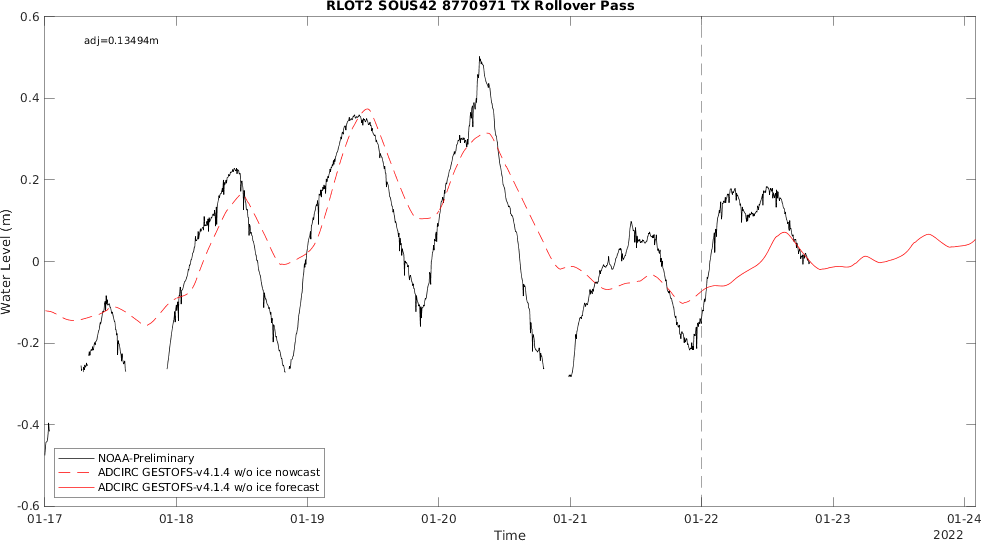 RLOT2 SOUS42 8770971 TX Rollover Pass
adj=0.13494m
0.6
0.4
0.2
0
-0.2
-0.4
-0.6
Water Level (m)
NOAA-Preliminary
ADCIRC GESTOFS-v4.1.4 w/o ice nowcast
ADCIRC GESTOFS-v4.1.4 w/o ice forecast
01-17 01-18 01-19 01-20 01-21 01-22 01-23 01-24
Time
2022